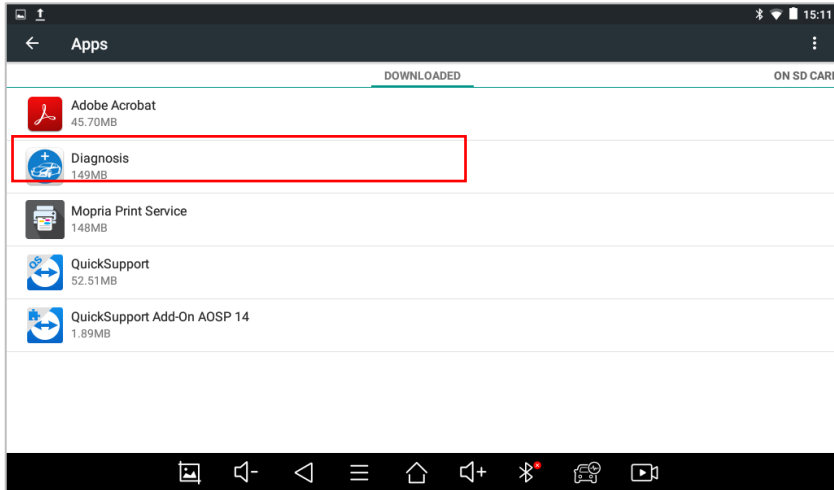 15:11
Apps
DOWNLOADED
ON SD CARD
Adobe Acrobat
45.70MB
Diagnosis
149MB
Mopria Print Service
148MB
QS
QuickSupport
52.51MB
QuickSupport Add-On AOSP 14
1.89MB